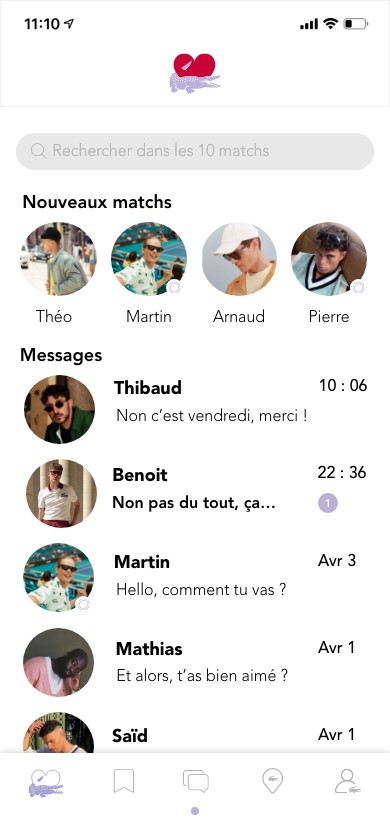 11:10
Rechercher dans les 10 matchs
Nouveaux matchs
Théo Martin Arnaud Pierre
Messages
Thibaud 10 : 06
Non c’est vendredi, merci !
Benoit 22 : 36
Non pas du tout, ça... 1
Martin Avr 3
Hello, comment tu vas ?
Mathias Avr 1
Et alors, t’as bien aimé ?
Saïd Avr 1